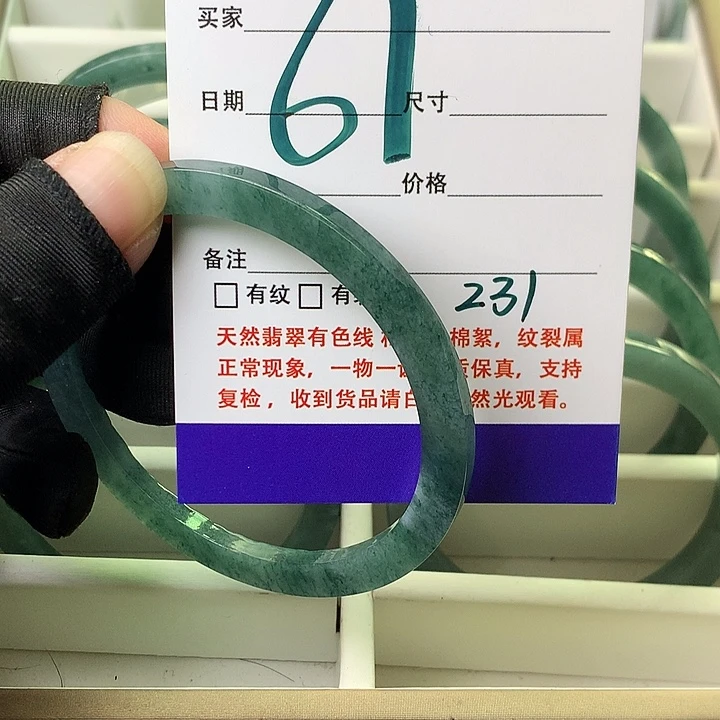 买家
61
日期 尺寸
价格
备注
有纹 有
231
天然翡翠有色线 棉絮，纹裂属
正常现象，一物一 保真，支持
复检，收到货品请 然光观看。